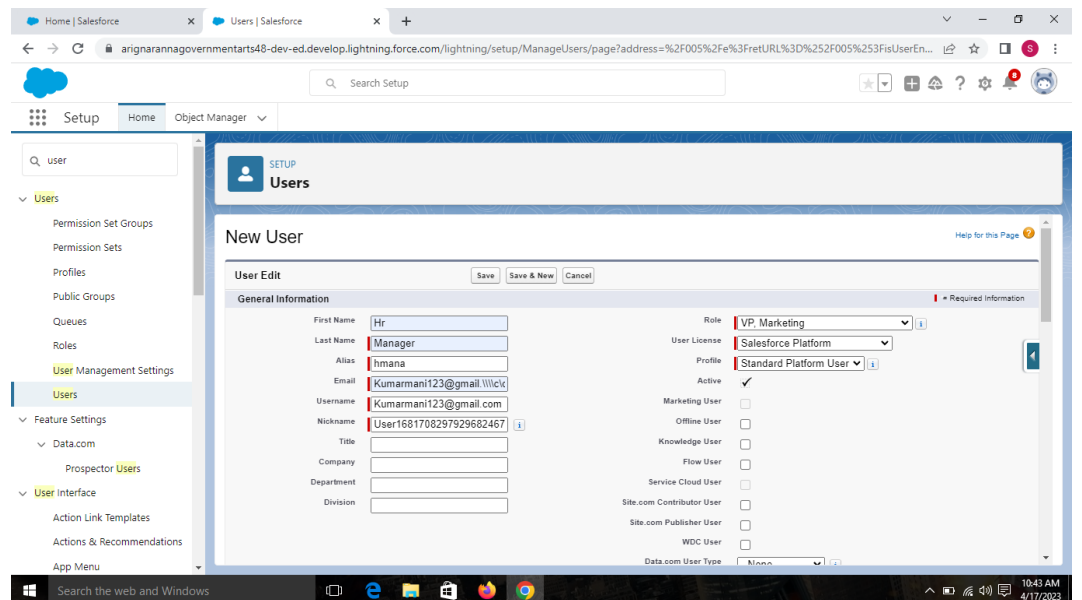 Home | Salesforce
Users | Salesforce
arignarannagovernmentarts48-dev-ed.develop.lightning.force.com/lightning/setup/ManageUsers/page?address=%2F005%2Fe%3FretURL%3D%252F005%253FisUserEn...
S
Search Setup
8
Setup
Home
Object Manager
user
Users
Permission Set Groups
Permission Sets
Profiles
Public Groups
Queues
Roles
User Management Settings
Users
Feature Settings
Data.com
Prospector Users
User Interface
Action Link Templates
Actions & Recommendations
App Menu
SETUP
Users
New User
Help for this Page
User Edit
Save
Save & New
Cancel
General Information
= Required Information
First Name Hr
Last Name Manager
Alias hmana
Email Kumarmani123@gmail.\\\\c\c
Username Kumarmani123@gmail.com
Nickname User1681708297929682467
Title
Company
Department
Division
Role VP, Marketing
User License Salesforce Platform
Profile Standard Platform User
Active
Marketing User
Offline User
Knowledge User
Flow User
Service Cloud User
Site.com Contributor User
Site.com Publisher User
WDC User
Data.com User Type
Search the web and Windows
10:43 AM
4/17/2023